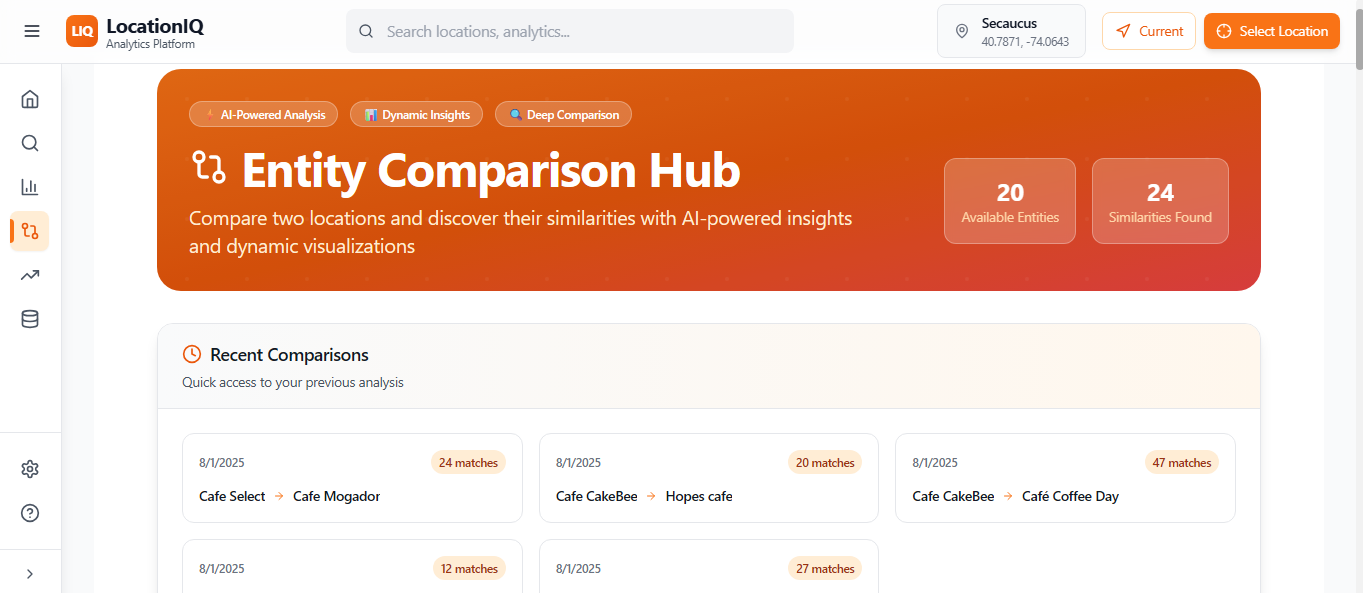 LIQ
LocationIQ
Analytics Platform
Search locations, analytics...
Secaucus
40.7871, -74.0643
Current
Select Location
AI-Powered Analysis
Dynamic Insights
Deep Comparison
Entity Comparison Hub
Compare two locations and discover their similarities with AI-powered insights
and dynamic visualizations
20
Available Entities
24
Similarities Found
Recent Comparisons
Quick access to your previous analysis
8/1/2025
24 matches
Cafe Select → Cafe Mogador
8/1/2025
20 matches
Cafe CakeBee → Hopes cafe
8/1/2025
47 matches
Cafe CakeBee → Café Coffee Day
8/1/2025
12 matches
8/1/2025
27 matches